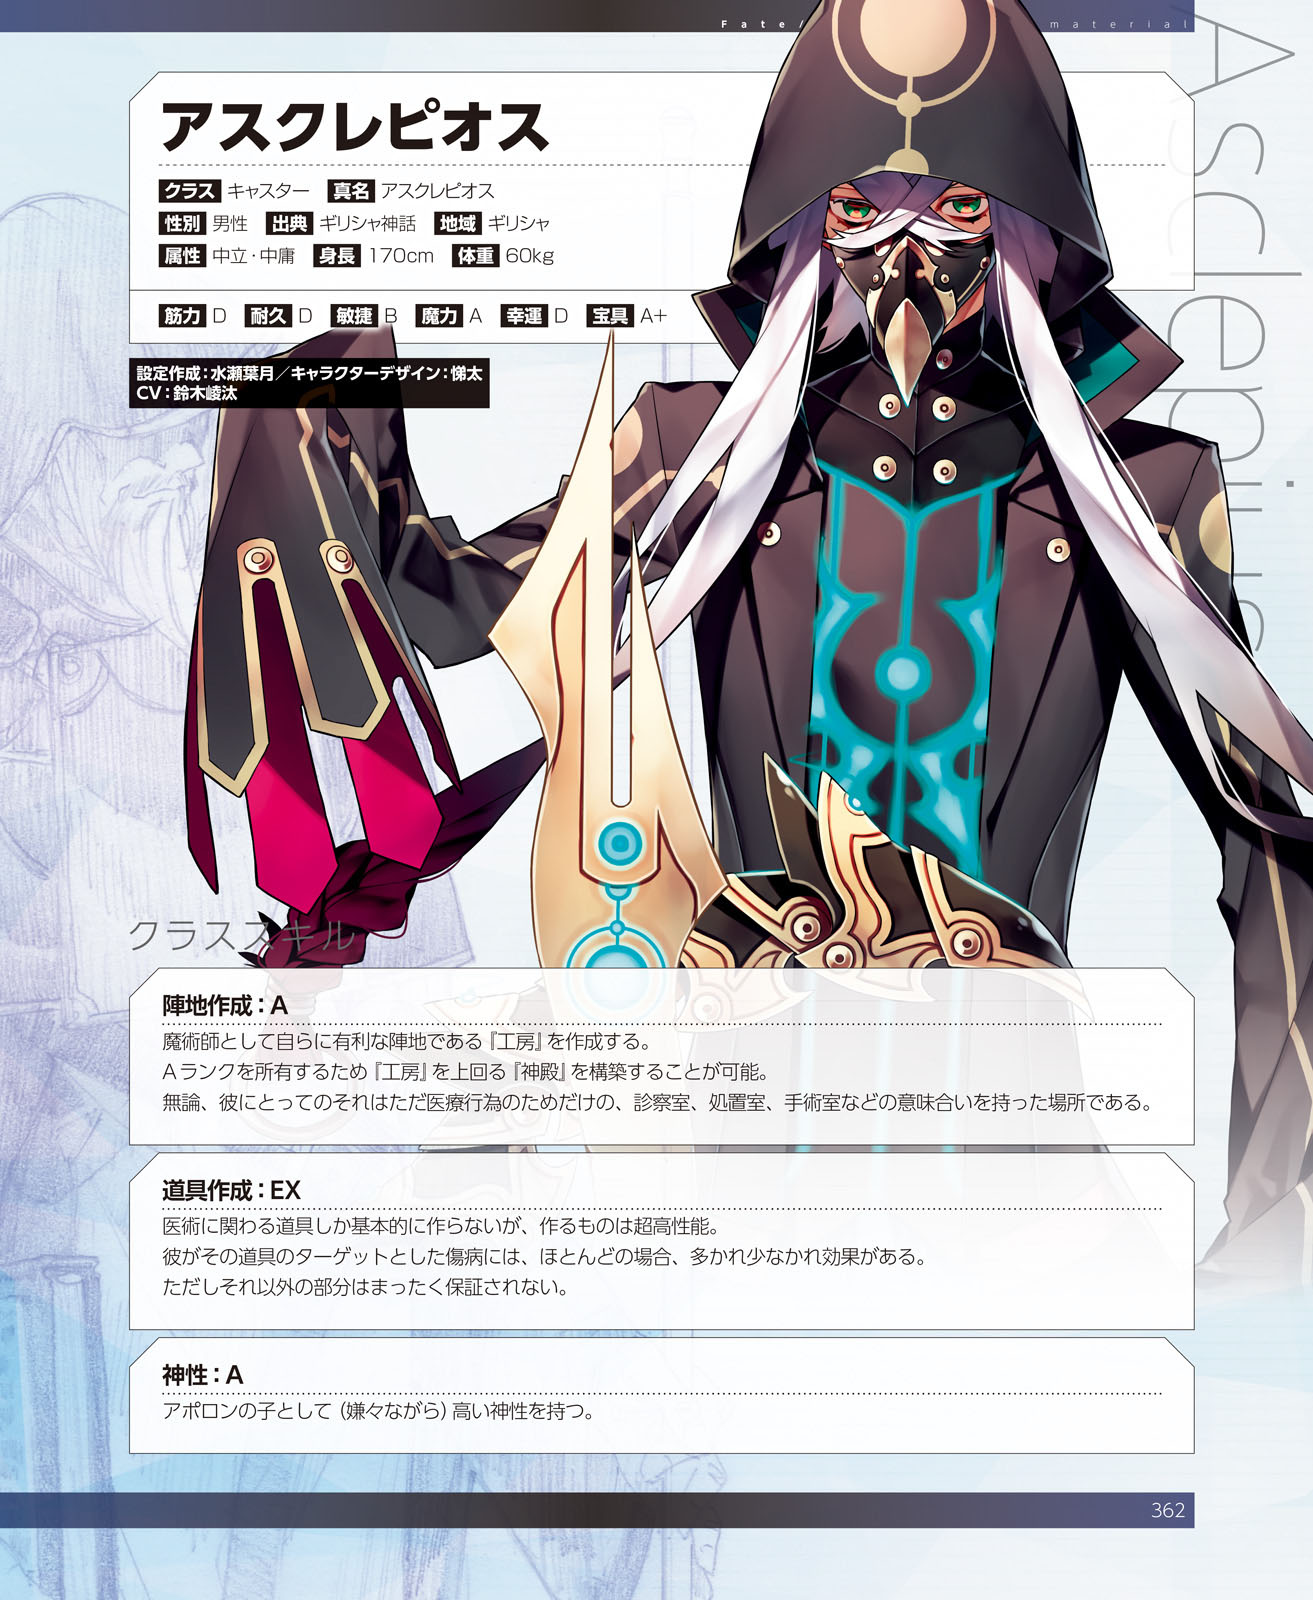 Fate/ material
Asclepius
アスクレピオス
クラス キャスター 真名 アスクレピオス
性別 男性 出典 ギリシャ神話 地域 ギリシャ
属性 中立・中庸 身長 170cm 体重 60kg
筋力 D 耐久 D 敏捷 B 魔力 A 幸運 D 宝具 A+
設定作成:水瀬葉月/キャラクターデザイン:悌太
CV:鈴木崚汰
クラススキル
陣地作成:A
魔術師として自らに有利な陣地である『工房』を作成する。
Aランクを所有するため『工房』を上回る『神殿』を構築することが可能。
無論、彼にとってのそれはただ医療行為のためだけの、診察室、処置室、手術室などの意味合いを持った場所である。
道具作成:EX
医術に関わる道具しか基本的に作らないが、作るものは超高性能。
彼がその道具のターゲットとした傷病には、ほとんどの場合、多かれ少なかれ効果がある。
ただしそれ以外の部分はまったく保証されない。
神性:A
アポロンの子として(嫌々ながら)高い神性を持つ。
362